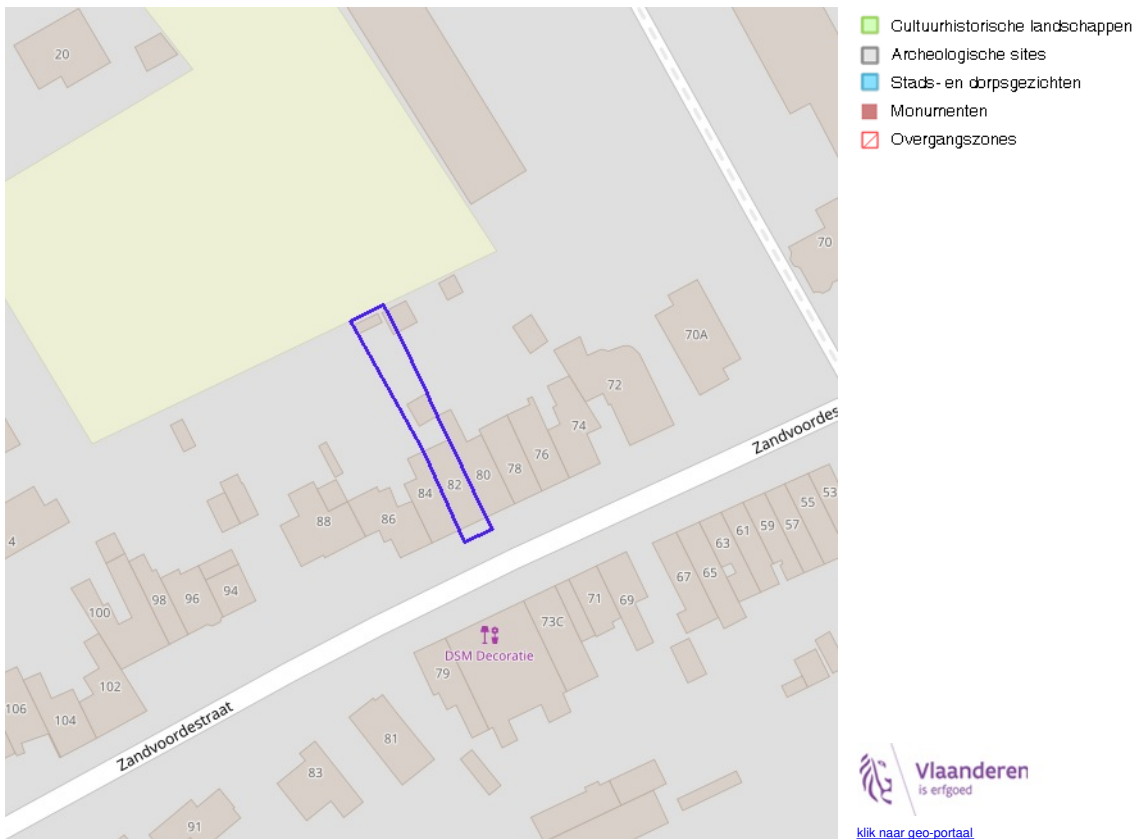 20
70
70A
72
74
76
78
80
82
84
86
88
4
94
96
98
100
102
104
106
Zandvoordes
Zandvoordestraat
53
55
57
59
61
63
65
67
69
71
73C
DSM Decoratie
79
81
83
91
Cultuurhistorische landschappen
Archeologische sites
Stads- en dorpsgezichten
Monumenten
Overgangszones
Vlaanderen
is erfgoed
klik naar geo-portaal